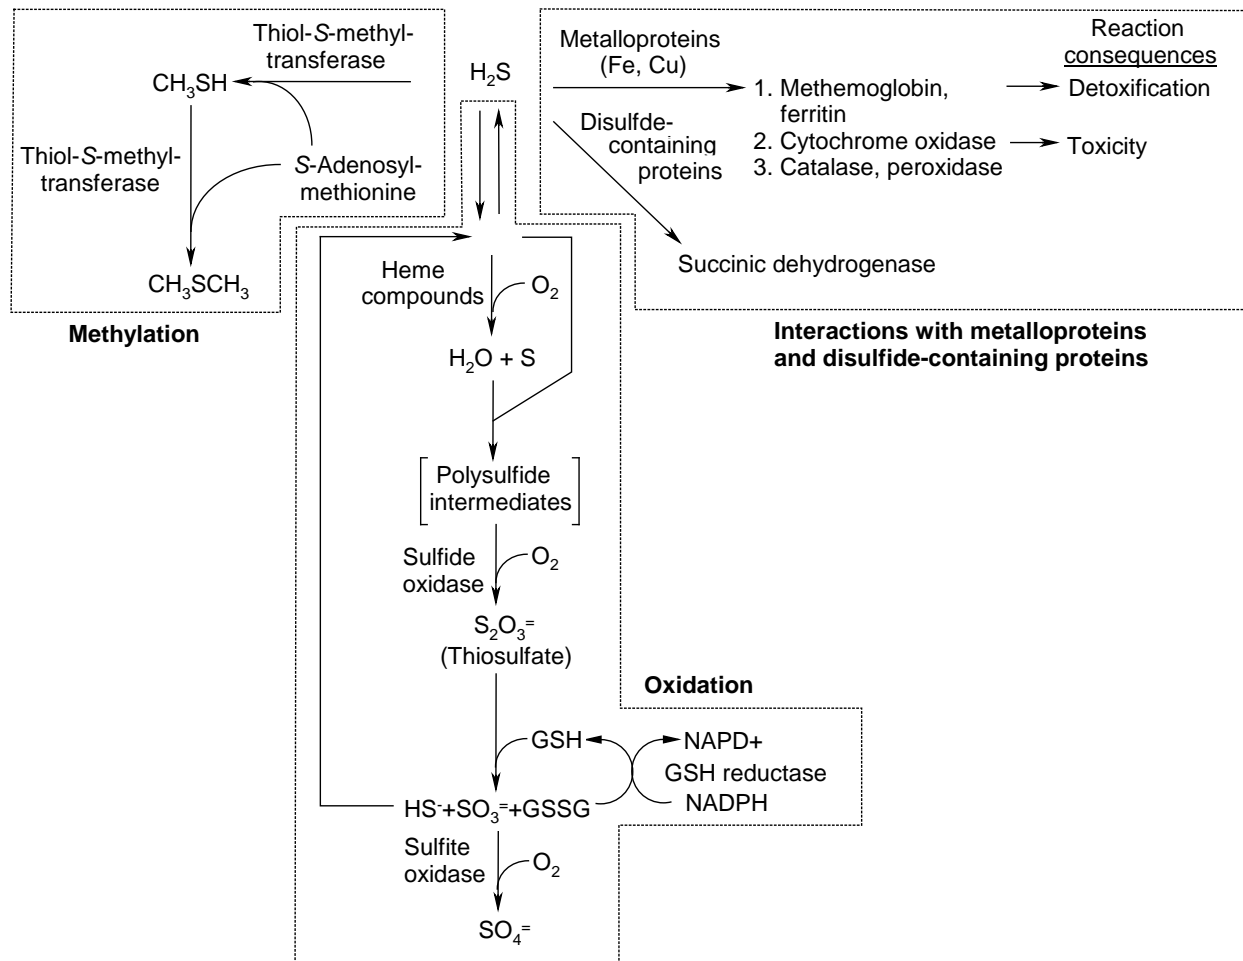 Thiol-S-methyl-
transferase
CH₃SH
Thiol-S-methyl-
transferase
S-Adenosyl-
methionine
CH₃SCH₃
Methylation
H₂S
Metalloproteins
(Fe, Cu)
Reaction
consequences
1. Methemoglobin,
ferritin
Detoxification
Disulfde-
containing
proteins
2. Cytochrome oxidase
Toxicity
3. Catalase, peroxidase
Succinic dehydrogenase
Interactions with metalloproteins
and disulfide-containing proteins
Heme
compounds
O₂
H₂O + S
Polysulfide
intermediates
Sulfide
oxidase
O₂
S₂O₃⁼
(Thiosulfate)
Oxidation
GSH
NAPD+
GSH reductase
NADPH
HS⁻+SO₃⁼+GSSG
Sulfite
oxidase
O₂
SO₄⁼